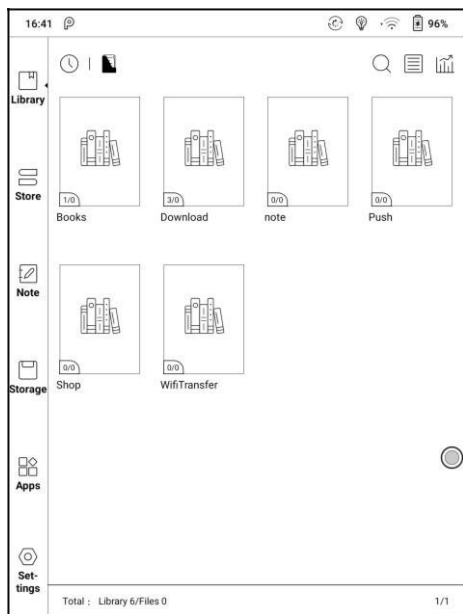 16:41 96%
Library
Store
Note
Storage
Apps
Set-
tings
1/0 3/0 0/0 0/0
Books Download note Push
0/0 0/0
Shop WifiTransfer
Total : Library 6/Files 0 1/1